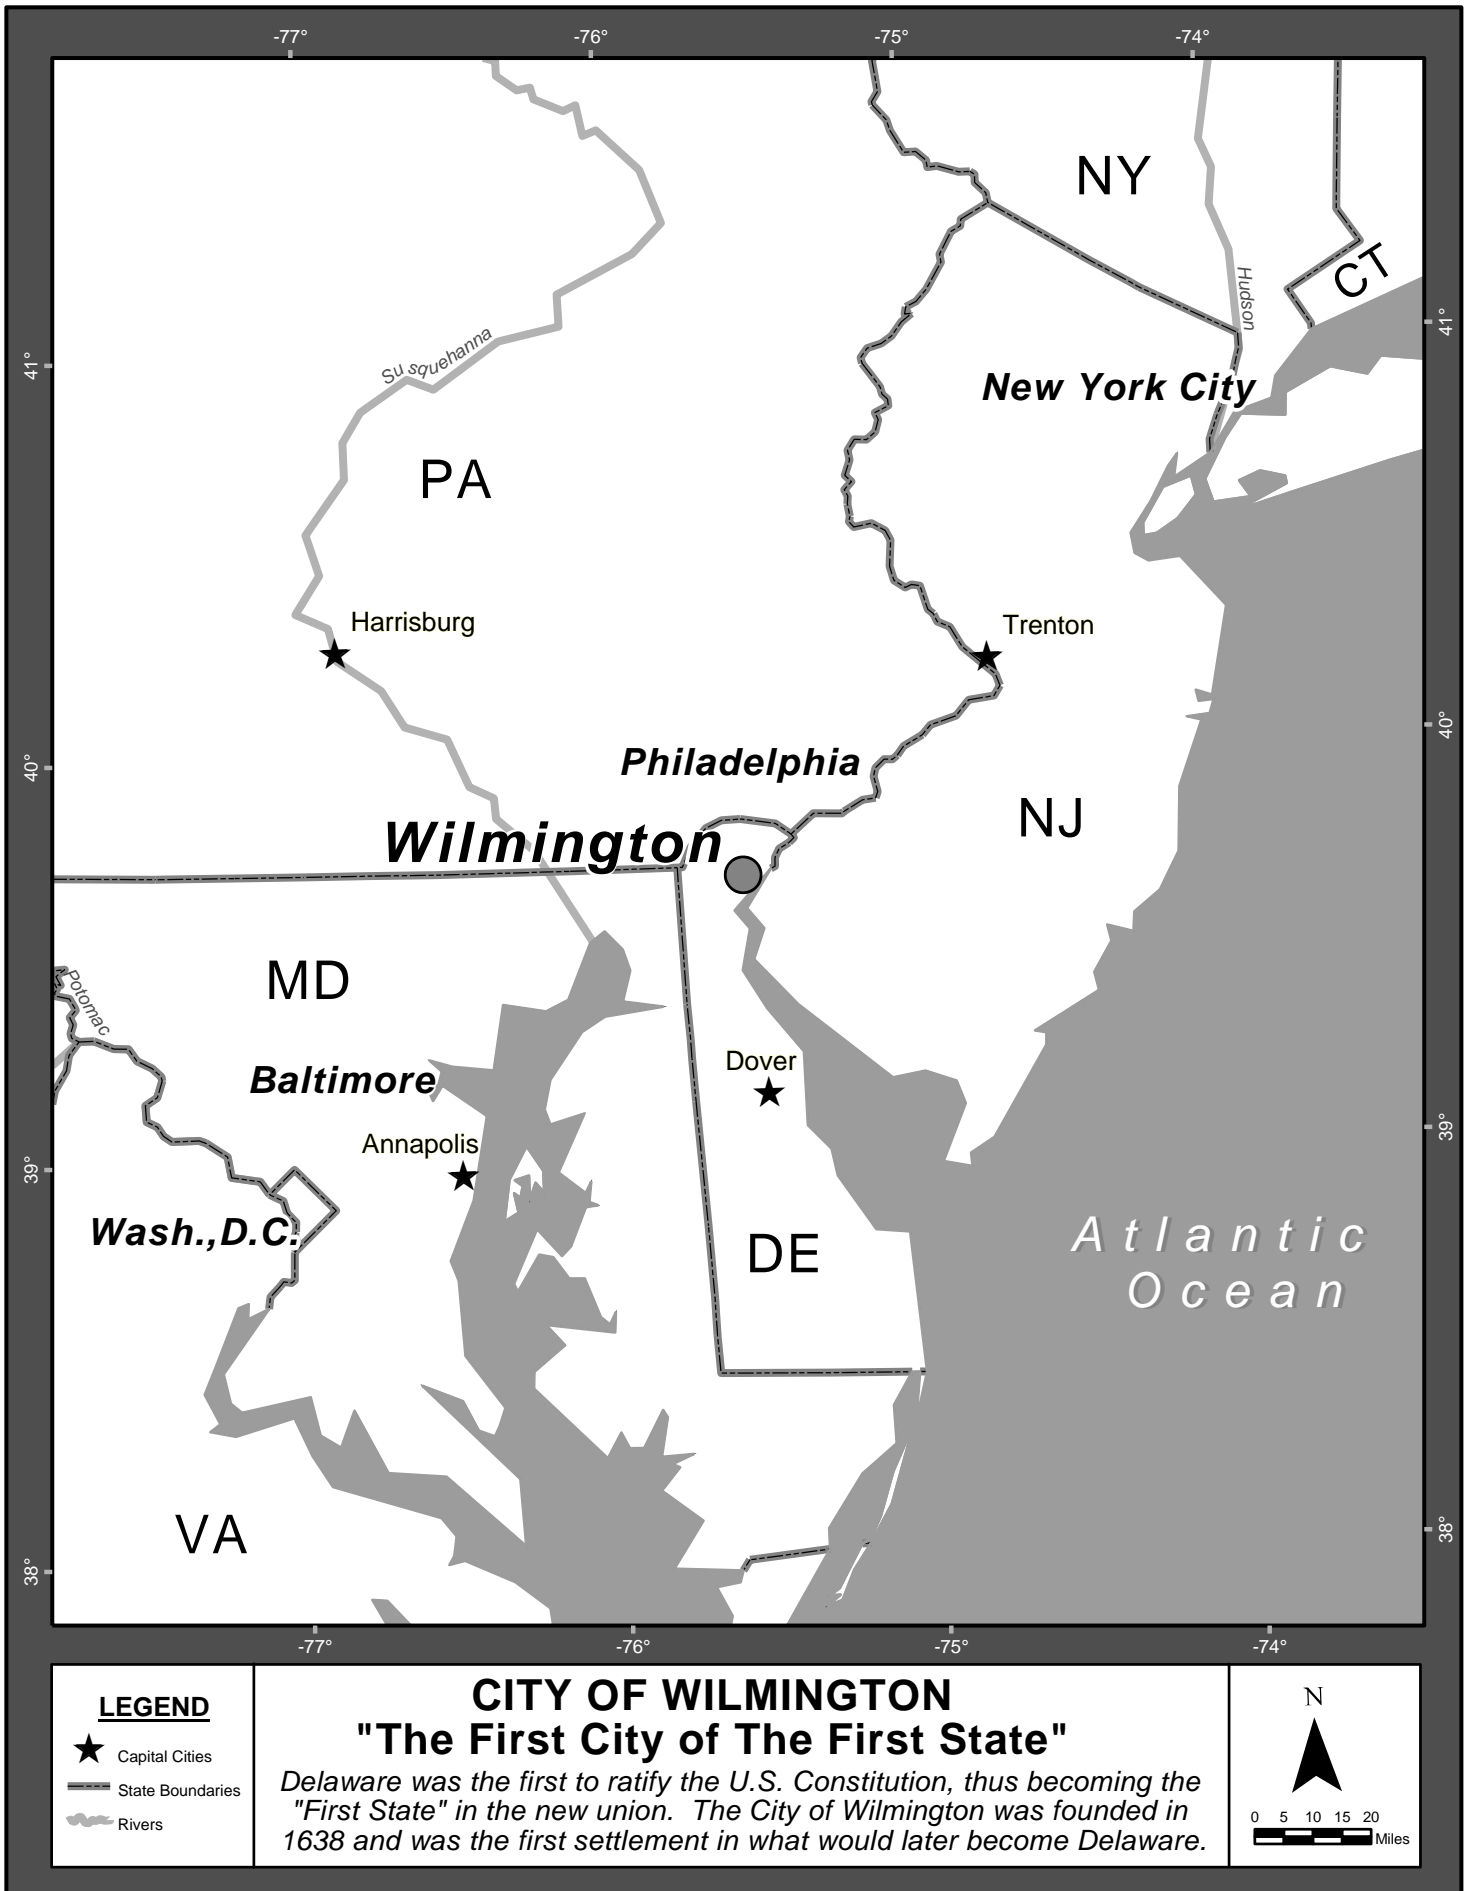 -77°
-76°
-75°
-74°
NY
CT
Hudson
41°
41°
Susquehanna
New York City
PA
Harrisburg
Trenton
40°
40°
Philadelphia
NJ
Wilmington
MD
Potomac
Dover
Baltimore
39°
39°
Annapolis
Wash.,D.C.
DE
Atlantic
Ocean
VA
38°
38°
-77°
-76°
-75°
-74°
LEGEND
Capital Cities
State Boundaries
Rivers
CITY OF WILMINGTON
"The First City of The First State"
Delaware was the first to ratify the U.S. Constitution, thus becoming the
"First State" in the new union. The City of Wilmington was founded in
1638 and was the first settlement in what would later become Delaware.
N
0 5 10 15 20
Miles